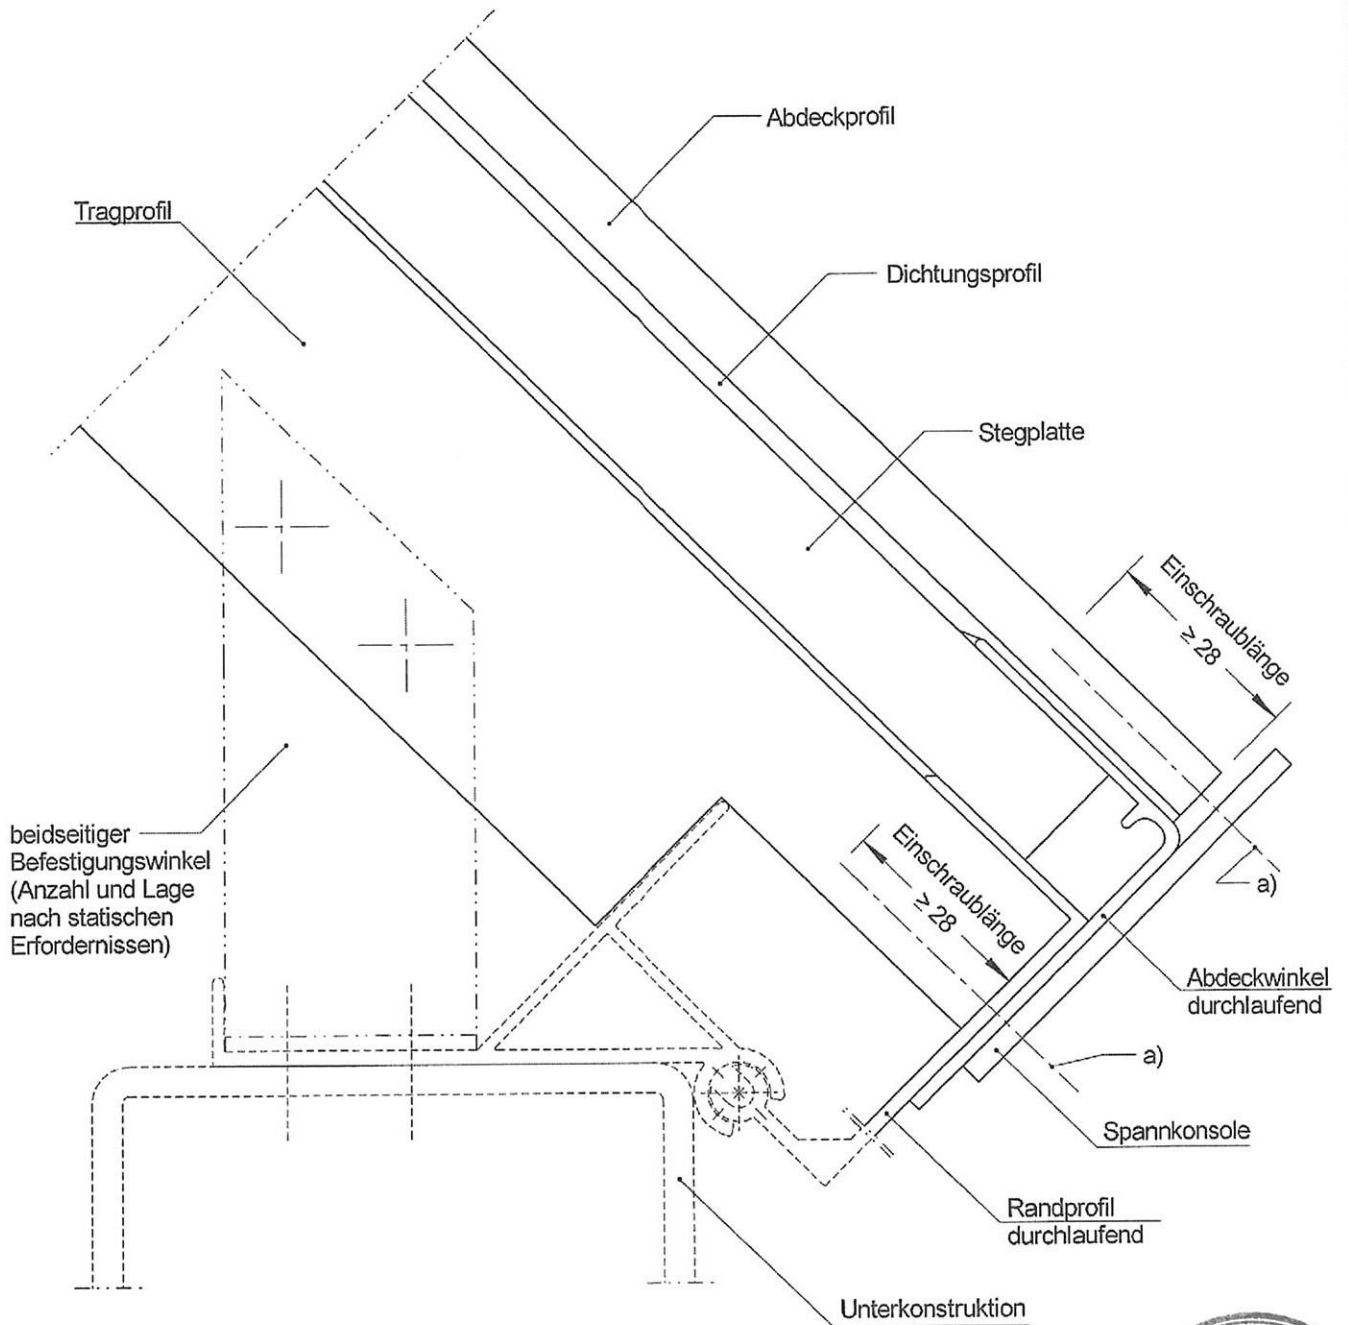 Abdeckprofil
Tragprofil
Dichtungsprofil
Stegplatte
Einschraublänge
≥ 28
beidseitiger
Befestigungswinkel
(Anzahl und Lage
nach statischen
Erfordernissen)
Einschraublänge
≥ 28
a)
Abdeckwinkel
durchlaufend
a)
Spannkonsole
Randprofil
durchlaufend
Unterkonstruktion